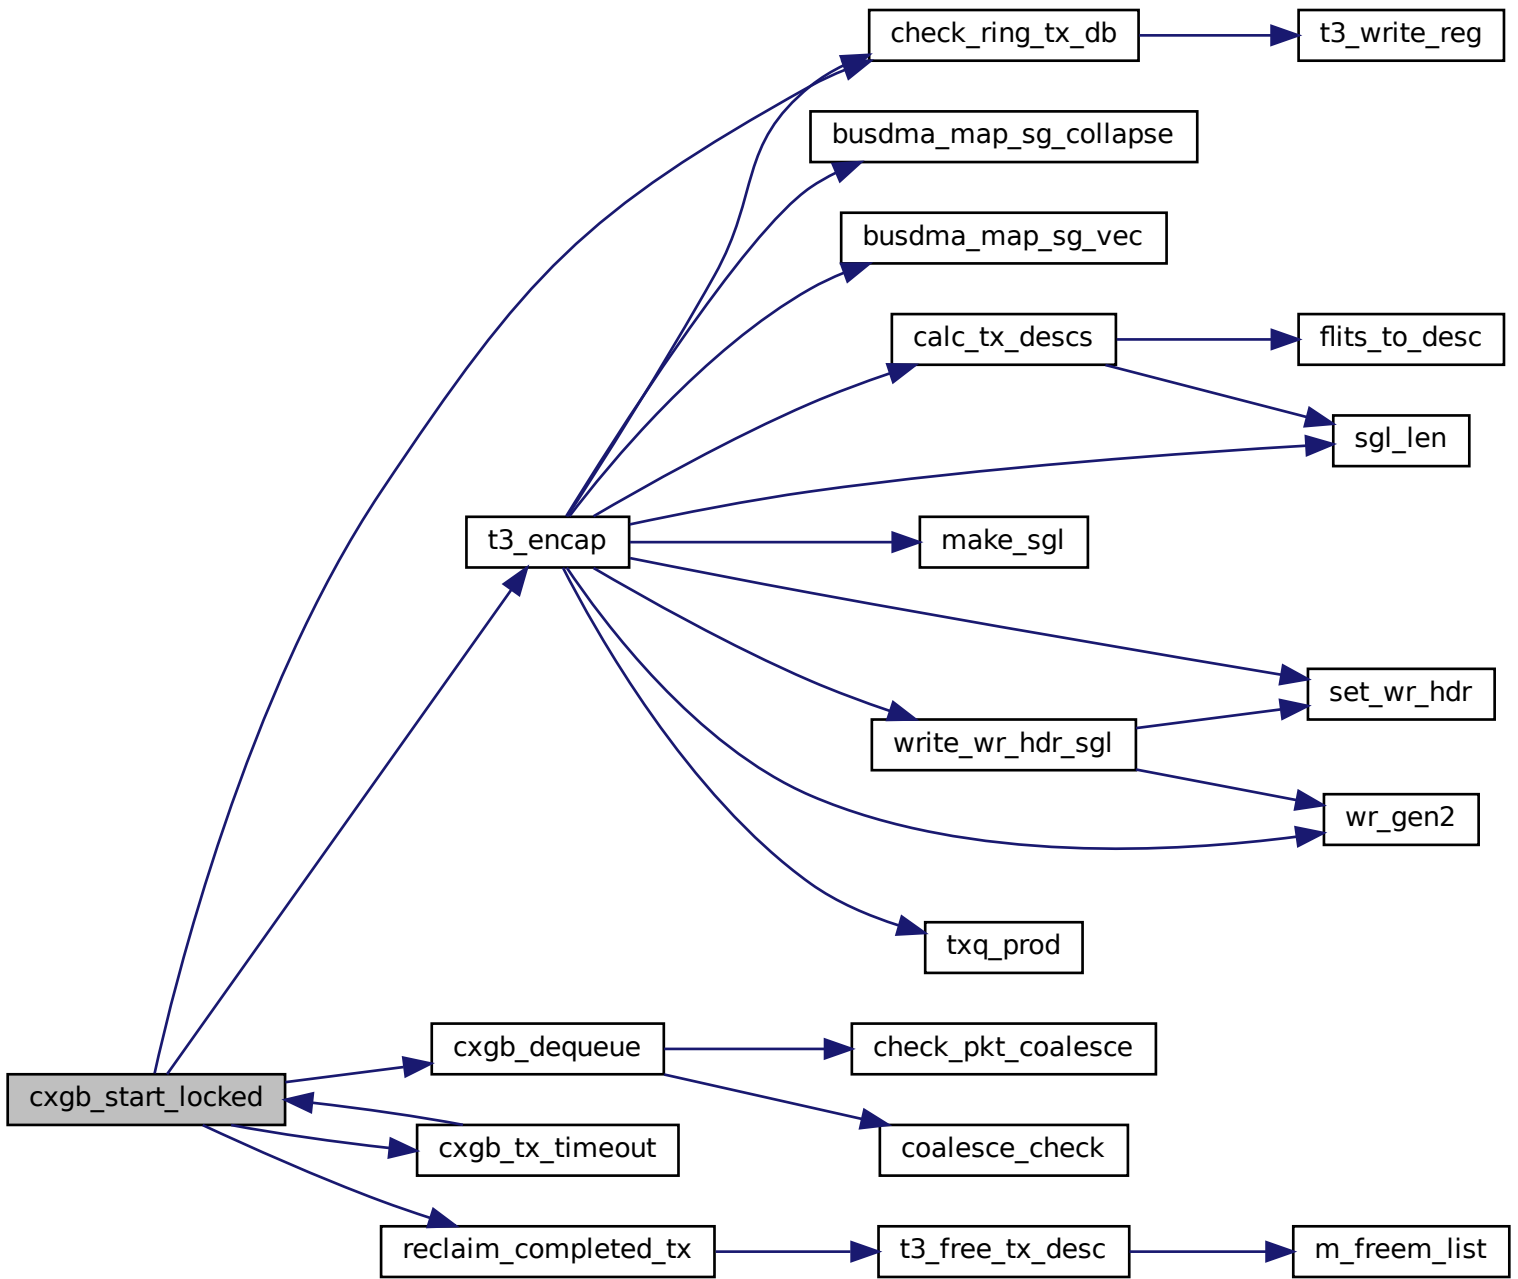 check_ring_tx_db
t3_write_reg
busdma_map_sg_collapse
busdma_map_sg_vec
calc_tx_descs
flits_to_desc
sgl_len
t3_encap
make_sgl
set_wr_hdr
write_wr_hdr_sgl
wr_gen2
txq_prod
cxgb_dequeue
check_pkt_coalesce
cxgb_start_locked
cxgb_tx_timeout
coalesce_check
reclaim_completed_tx
t3_free_tx_desc
m_freem_list